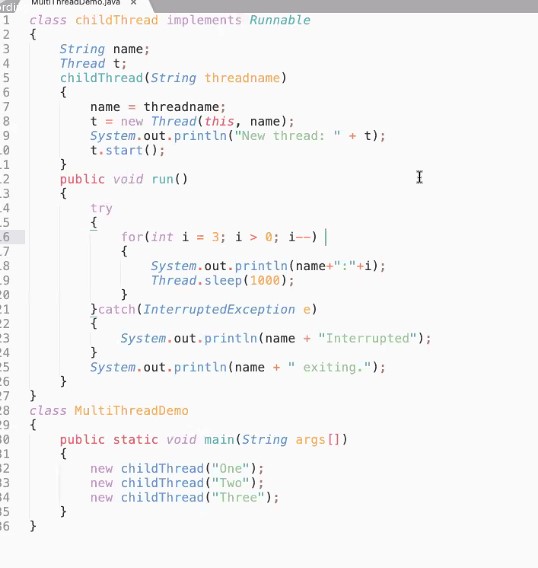 MultiThreadDemo.java ×
1 class childThread implements Runnable
2 {
3     String name;
4     Thread t;
5     childThread(String threadname)
6     {
7         name = threadname;
8         t = new Thread(this, name);
9         System.out.println("New thread: " + t);
10         t.start();
11     }
12     public void run()
13     {
14         try
15         {
16             for(int i = 3; i > 0; i--)
17             {
18                 System.out.println(name+":"+i);
19                 Thread.sleep(1000);
20             }
21         }catch(InterruptedException e)
22         {
23             System.out.println(name + "Interrupted");
24         }
25         System.out.println(name + " exiting.");
26     }
27 }
28 class MultiThreadDemo
29 {
30     public static void main(String args[])
31     {
32         new childThread("One");
33         new childThread("Two");
34         new childThread("Three");
35     }
36 }